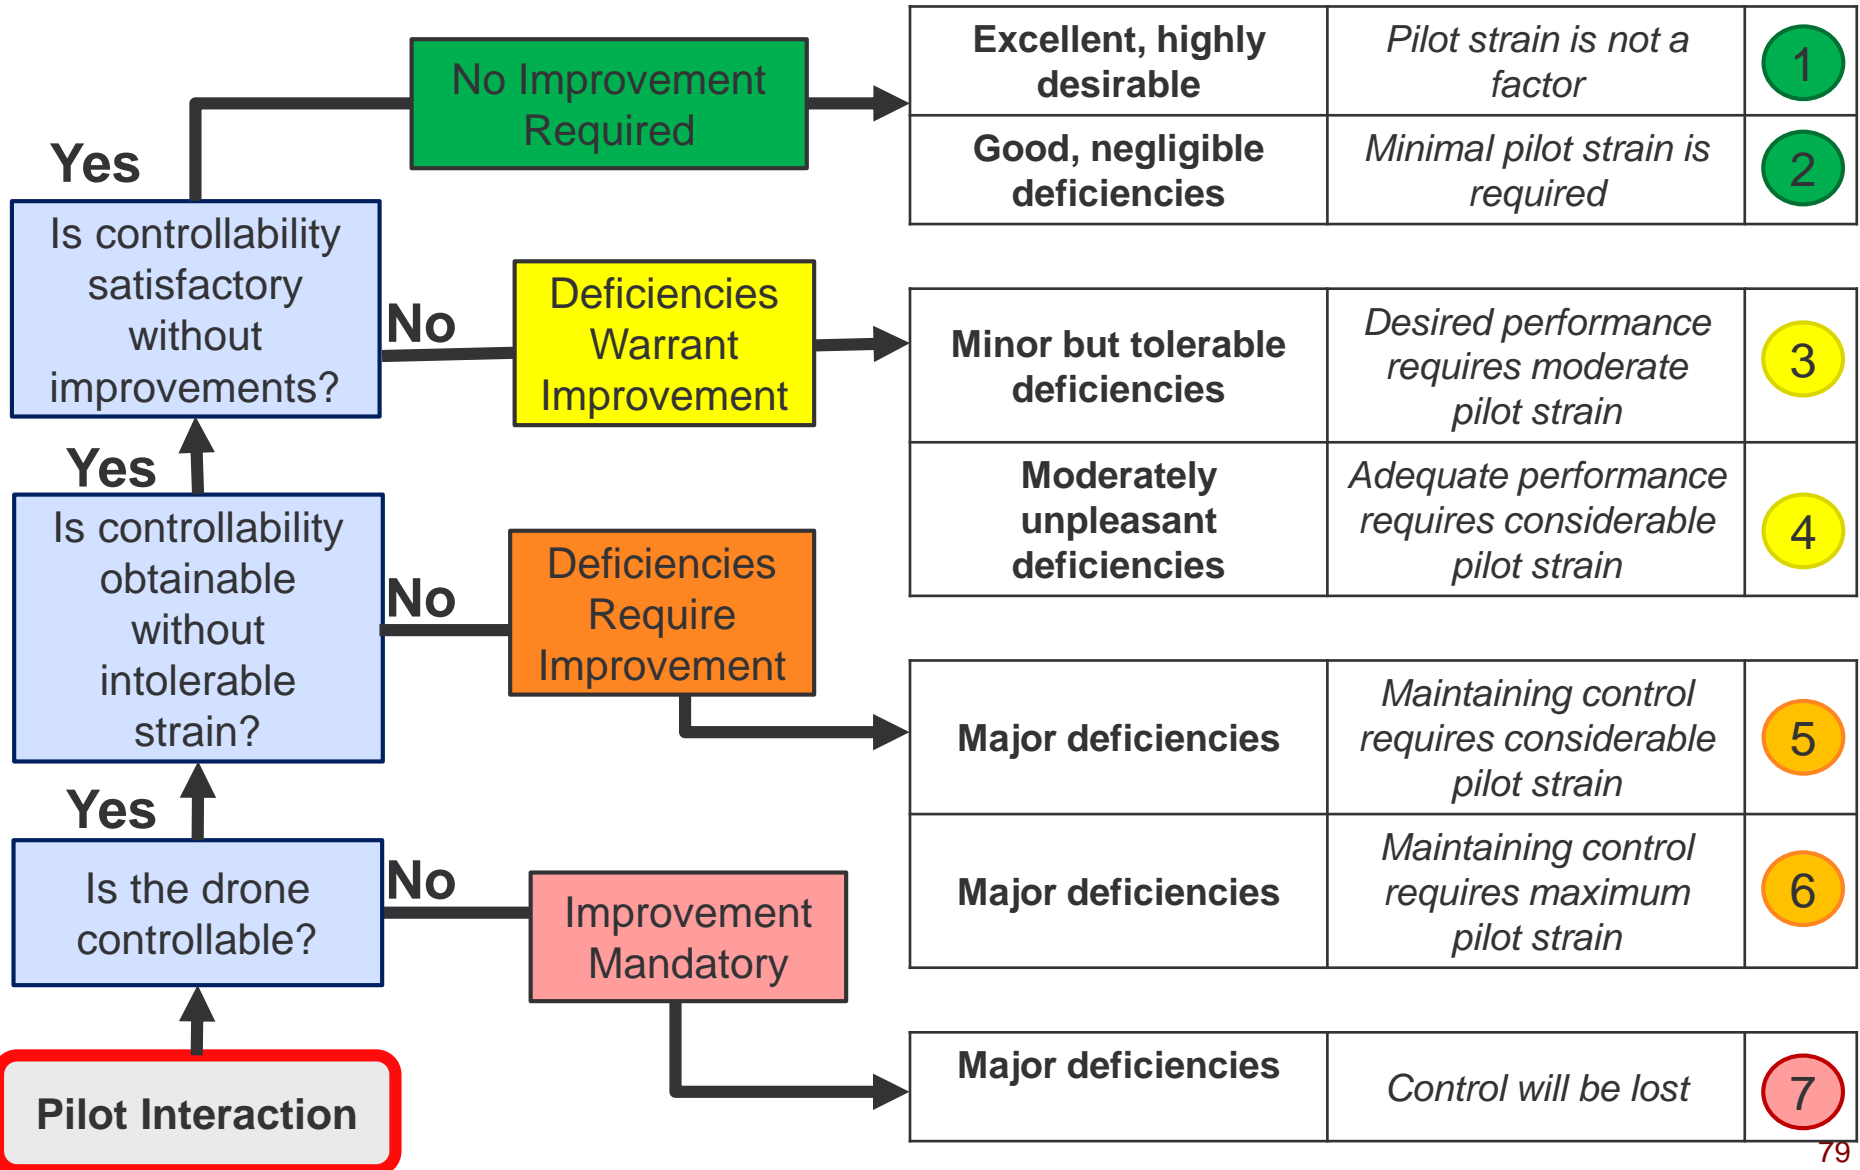 No Improvement
Required
Excellent, highly
desirable
Pilot strain is not a
factor
1
Good, negligible
deficiencies
Minimal pilot strain is
required
2
Yes
Is controllability
satisfactory
without
improvements?
No
Deficiencies
Warrant
Improvement
Minor but tolerable
deficiencies
Desired performance
requires moderate
pilot strain
3
Moderately
unpleasant
deficiencies
Adequate performance
requires considerable
pilot strain
4
Yes
Is controllability
obtainable
without
intolerable
strain?
No
Deficiencies
Require
Improvement
Major deficiencies
Maintaining control
requires considerable
pilot strain
5
Major deficiencies
Maintaining control
requires maximum
pilot strain
6
Yes
Is the drone
controllable?
No
Improvement
Mandatory
Major deficiencies
Control will be lost
7
Pilot Interaction
79